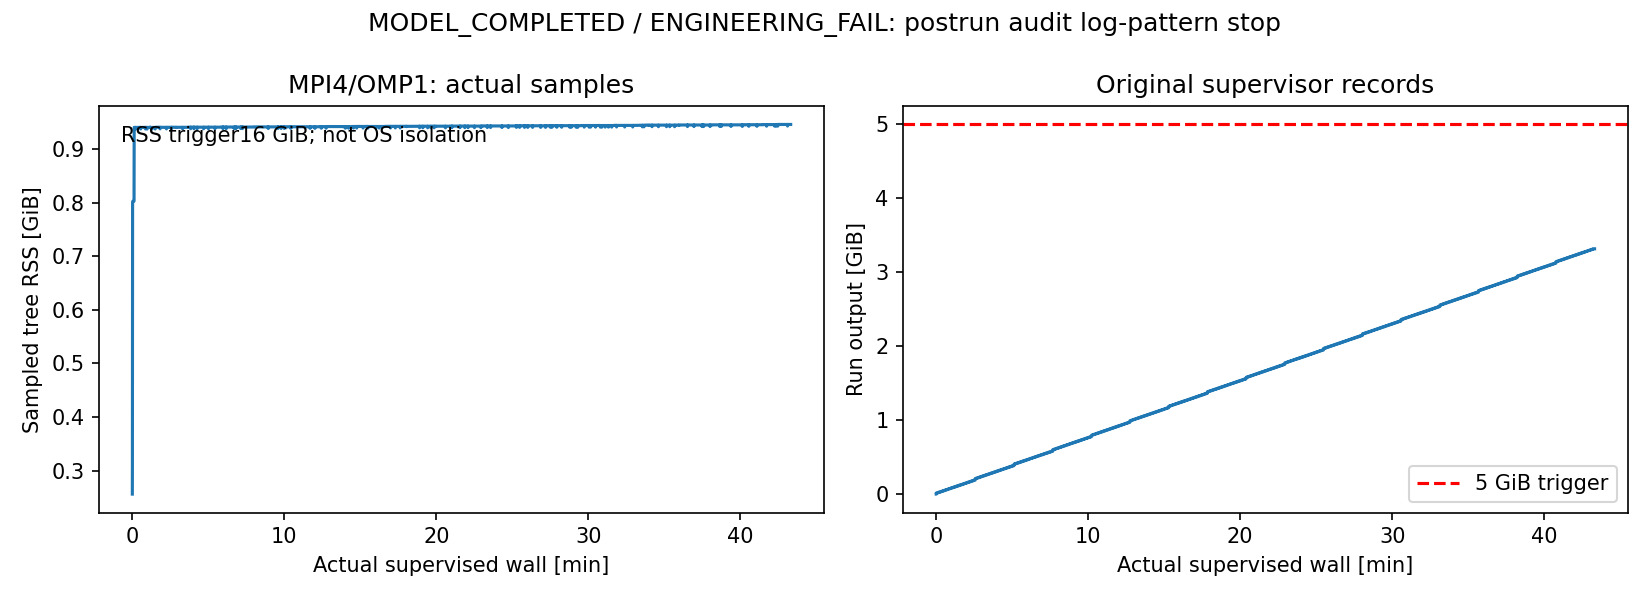 MODEL_COMPLETED / ENGINEERING_FAIL: postrun audit log-pattern stop
MPI4/OMP1: actual samples
RSS trigger16 GiB; not OS isolation
Sampled tree RSS [GiB]
0.9
0.8
0.7
0.6
0.5
0.4
0.3
0
10
20
30
40
Actual supervised wall [min]
Original supervisor records
Run output [GiB]
5
4
3
2
1
0
5 GiB trigger
0
10
20
30
40
Actual supervised wall [min]